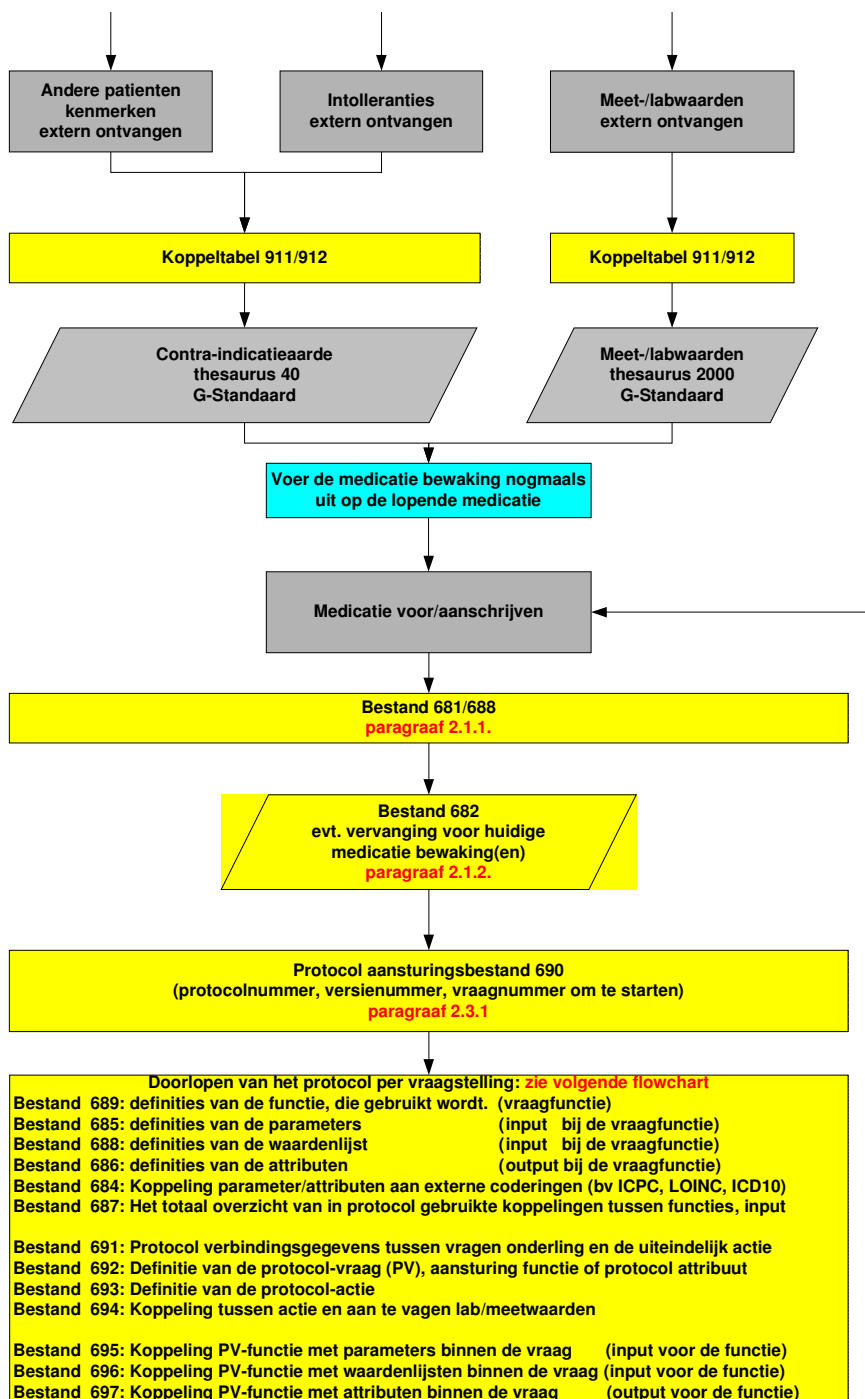 Andere patienten
kenmerken
extern ontvangen
Intolleranties
extern ontvangen
Meet-/labwaarden
extern ontvangen
Koppeltabel 911/912
Koppeltabel 911/912
Contra-indicatieaarde
thesaurus 40
G-Standaard
Meet-/labwaarden
thesaurus 2000
G-Standaard
Voer de medicatie bewaking nogmaals
uit op de lopende medicatie
Medicatie voor/aanschrijven
Bestand 681/688
paragraaf 2.1.1.
Bestand 682
evt. vervanging voor huidige
medicatie bewaking(en)
paragraaf 2.1.2.
Protocol aansturingsbestand 690
(protocolnummer, versienummer, vraagnummer om te starten)
paragraaf 2.3.1
Doorlopen van het protocol per vraagstelling: zie volgende flowchart
Bestand 689: definities van de functie, die gebruikt wordt. (vraagfunctie)
Bestand 685: definities van de parameters (input bij de vraagfunctie)
Bestand 688: definities van de waardenlijst (input bij de vraagfunctie)
Bestand 686: definities van de attributen (output bij de vraagfunctie)
Bestand 684: Koppeling parameter/attributen aan externe coderingen (bv ICPC, LOINC, ICD10)
Bestand 687: Het totaal overzicht van in protocol gebruikte koppelingen tussen functies, input
Bestand 691: Protocol verbindingsgegevens tussen vragen onderling en de uiteindelijk actie
Bestand 692: Definitie van de protocol-vraag (PV), aansturing functie of protocol attribuut
Bestand 693: Definitie van de protocol-actie
Bestand 694: Koppeling tussen actie en aan te vagen lab/meetwaarden
Bestand 695: Koppeling PV-functie met parameters binnen de vraag (input voor de functie)
Bestand 696: Koppeling PV-functie met waardenlijsten binnen de vraag (input voor de functie)
Bestand 697: Koppeling PV-functie met attributen binnen de vraag (output voor de functie)